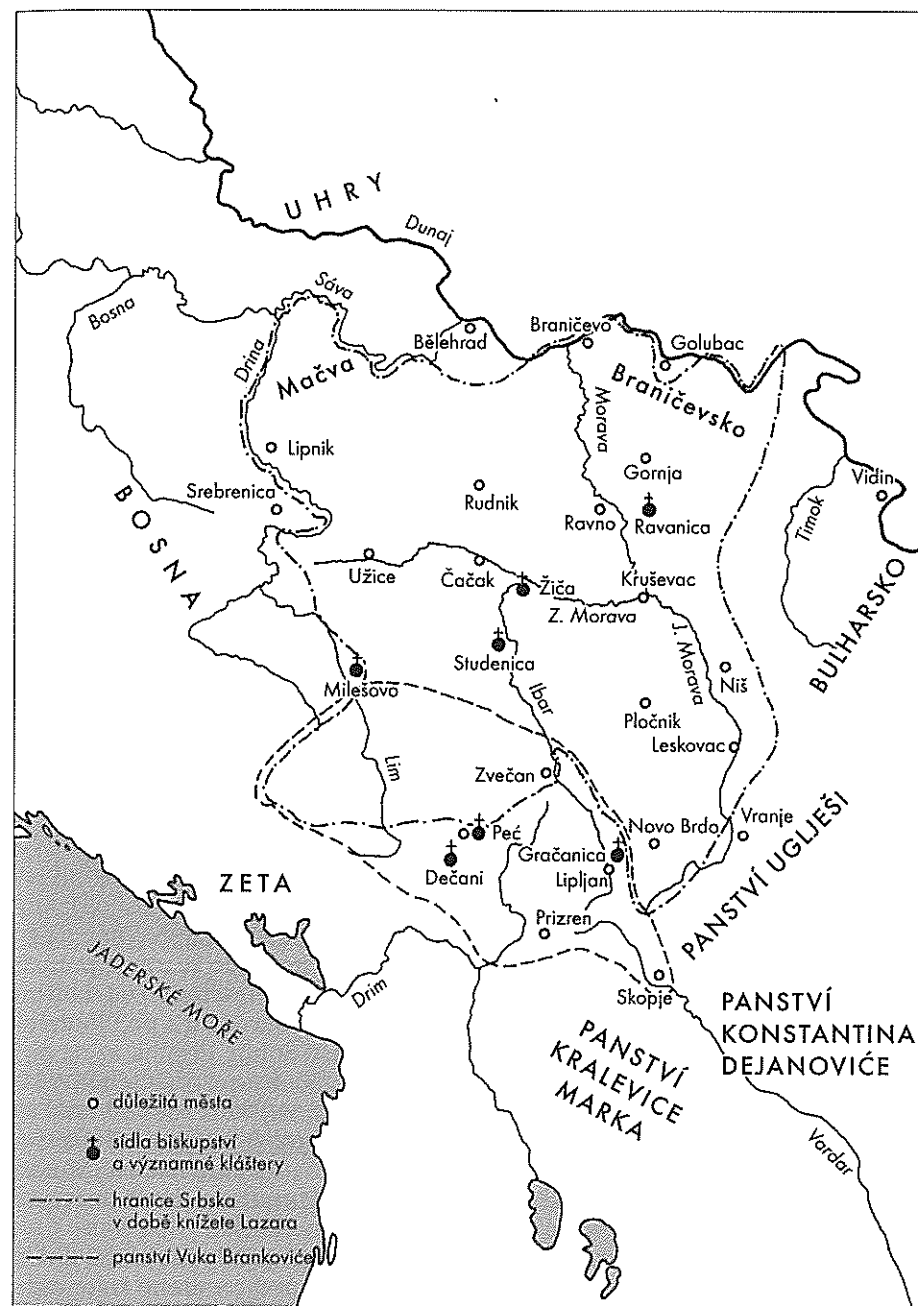 UHRY
Dunaj
Bosna
Sáva
Drina
Mačva
Bělehrad
Braničevo
Golubac
Braničevsko
Morava
Lipnik
Srebrenica
Rudnik
Gornja
Ravno
Ravanica
Vidin
Timok
BOSNA
Užice
Čačak
Žiča
Kruševac
Z. Morava
J. Morava
BULHARSKO
Studenica
Milešovo
Ibar
Niš
Pločnik
Leskovac
Lim
Zvečan
Peć
Novo Brdo
Vranje
Gračanica
Dečani
Lipljan
ZETA
Prizren
PANSTVÍ UGLJEŠI
Skopje
JADERSKÉ MOŘE
Drim
PANSTVÍ
KRALEVICE
MARKA
PANSTVÍ
KONSTANTINA
DEJANOVIĆE
Vardar
důležitá města
sídla biskupství
a významné kláštery
hranice Srbska
v době knížete Lazara
panství Vuka Brankoviće